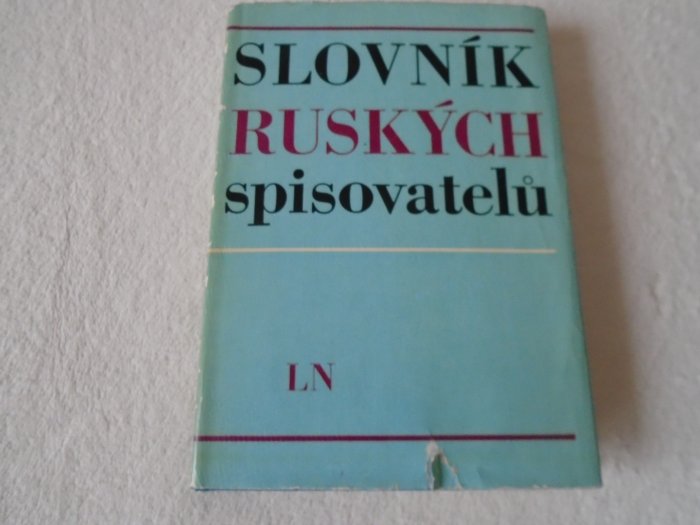 SLOVNÍK
RUSKÝCH
spisovatelů
LN